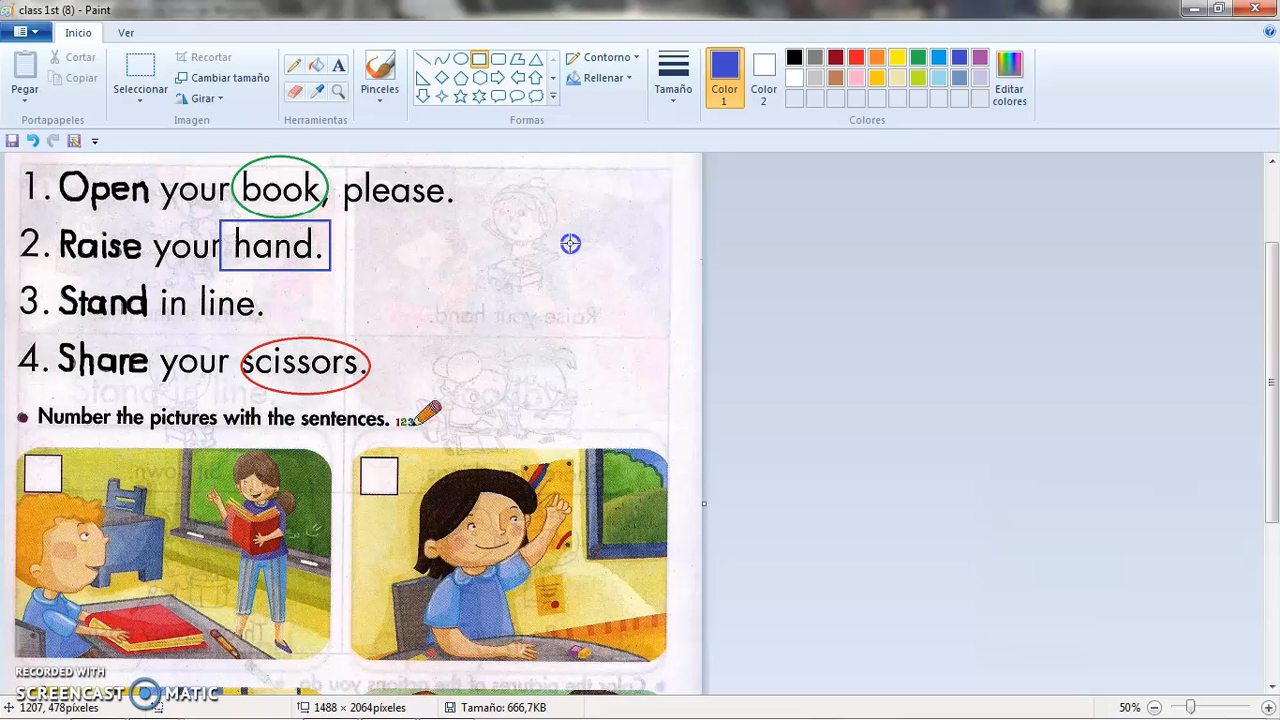 class 1st (8) - Paint
Inicio Ver
Pegar
Cortar
Copiar
Portapapeles
Seleccionar
Recortar
Cambiar tamaño
Girar
Imagen
A
Herramientas
Pinceles
Contorno
Rellenar
Formas
Tamaño
Color 1
Color 2
Editar colores
Colores
1. Open your book, please.
2. Raise your hand.
3. Stand in line.
4. Share your scissors.
Number the pictures with the sentences. 123
RECORDED WITH
SCREENCAST MATIC
1207, 478píxeles 1488 × 2064píxeles Tamaño: 666,7KB 50%